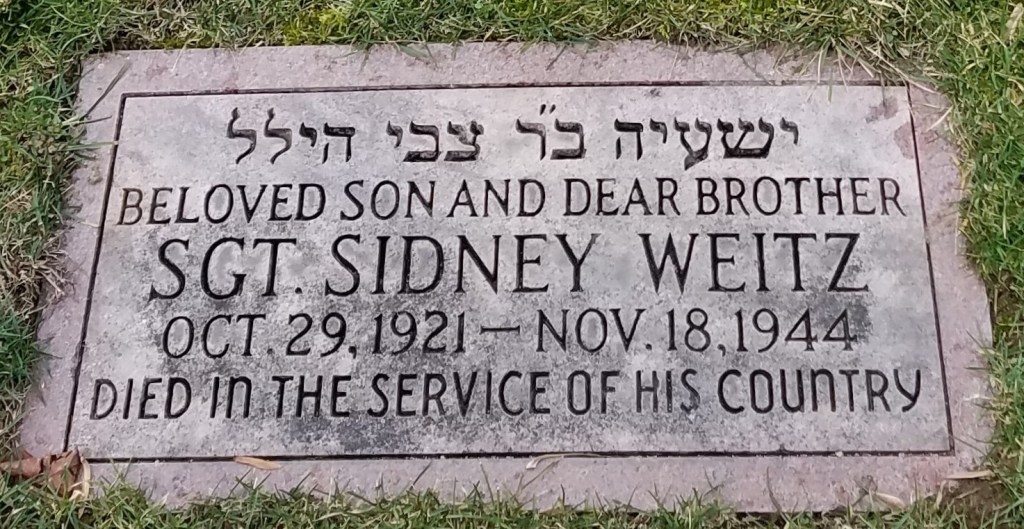 ישעיה ב״ר צבי הילל
BELOVED SON AND DEAR BROTHER
SGT. SIDNEY WEITZ
OCT. 29, 1921 — NOV. 18, 1944
DIED IN THE SERVICE OF HIS COUNTRY